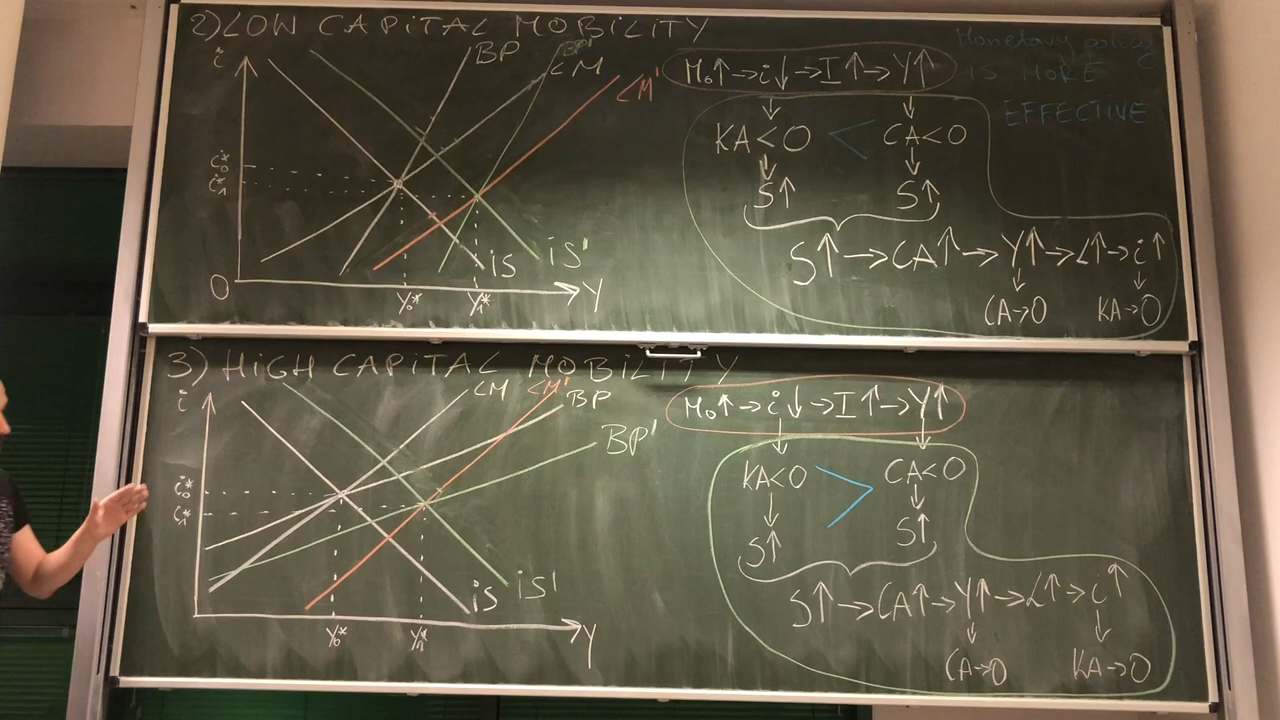 2) LOW CAPITAL MOBILITY
i
BP
BP'
LM
LM'
i₀*
i₁*
IS
IS'
0
Y₀*
Y₁*
Y
M₀↑→i↓→I↑→Y↑
Monetary policy
IS MORE
EFFECTIVE
KA<0 < CA<0
S↑ S↑
S↑→CA↑→Y↑→L↑→i↑
CA→0 KA→0
3) HIGH CAPITAL MOBILITY
i
LM
LM'
BP
BP'
i₀*
i₁*
IS
IS'
Y₀*
Y₁*
Y
M₀↑→i↓→I↑→Y↑
KA<0 > CA<0
S↑ S↑
S↑→CA↑→Y↑→L↑→i↑
CA→0 KA→0